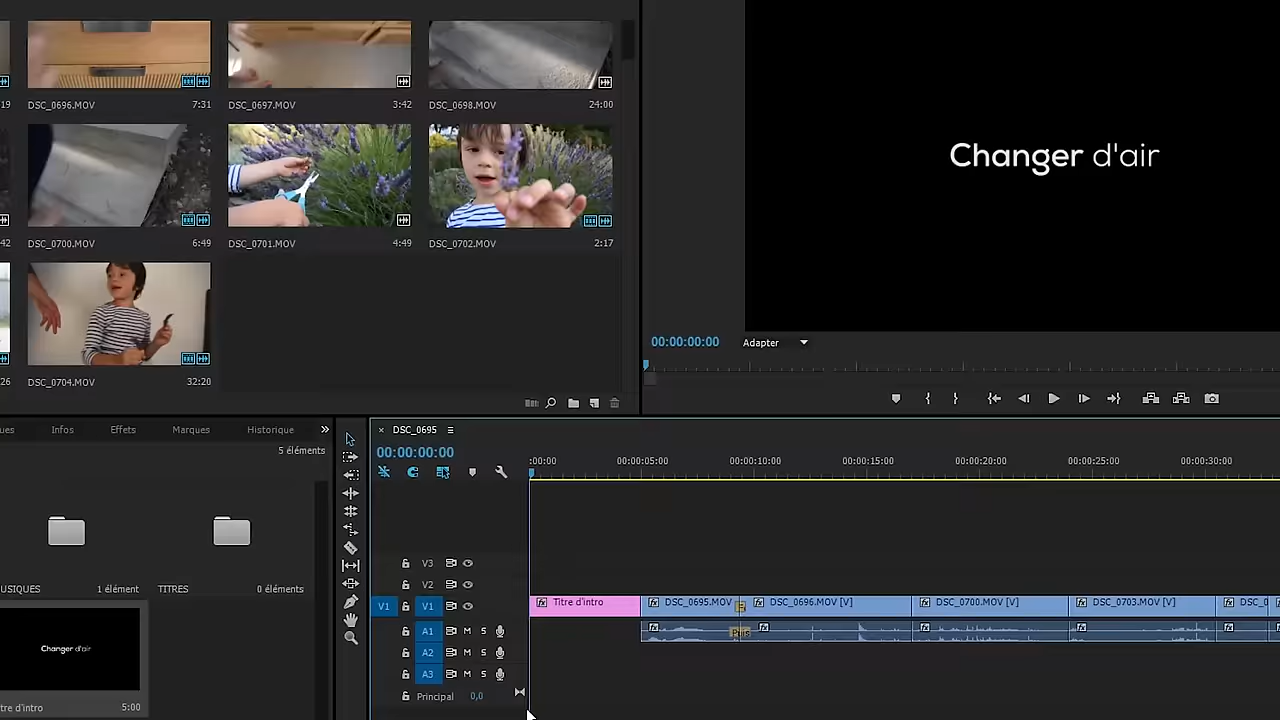 19
DSC_0696.MOV 7:31
DSC_0697.MOV 3:42
DSC_0698.MOV 24:00
42
DSC_0700.MOV 6:49
DSC_0701.MOV 4:49
DSC_0702.MOV 2:17
26
DSC_0704.MOV 32:20
Changer d'air
00:00:00:00 Adapter
ues Infos Effets Marques Historique »
5 éléments
USIQUES 1 élément
TITRES 0 éléments
Changer d'air
tre d'intro 5:00
× DSC_0695
00:00:00:00
:00:00 00:00:05:00 00:00:10:00 00:00:15:00 00:00:20:00 00:00:25:00 00:00:30:00
V3
V2
V1 V1
Titre d'intro DSC_0695.MOV DSC_0696.MOV [V] DSC_0700.MOV [V] DSC_0703.MOV [V] DSC_0
A1 M S
A2 M S
A3 M S
Principal 0,0